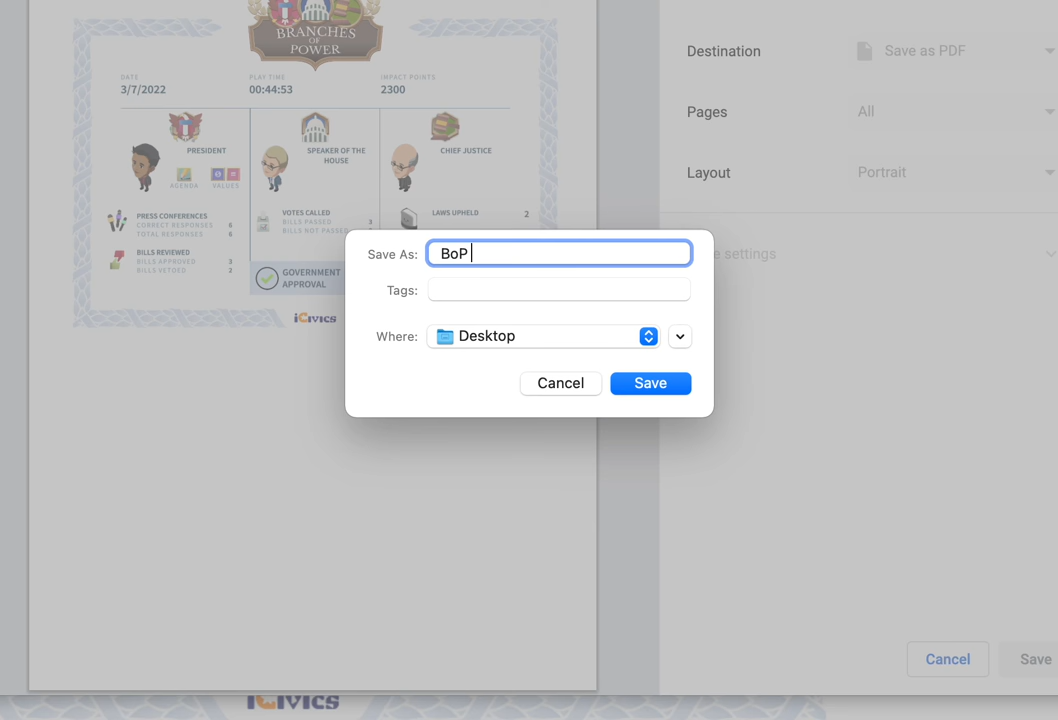 BRANCHES
OF
POWER
DATE
3/7/2022
PLAY TIME
00:44:53
IMPACT POINTS
2300
PRESIDENT
AGENDA
VALUES
SPEAKER OF THE
HOUSE
CHIEF JUSTICE
PRESS CONFERENCES
CORRECT RESPONSES 6
TOTAL RESPONSES 6
BILLS REVIEWED
BILLS APPROVED 3
BILLS VETOED 2
VOTES CALLED
BILLS PASSED 3
BILLS NOT PASSED
LAWS UPHELD 2
GOVERNMENT
APPROVAL
iCivics
Destination
Save as PDF
Pages
All
Layout
Portrait
settings
Save As: BoP
Tags:
Where: Desktop
Cancel
Save
Cancel
Save
iCivics